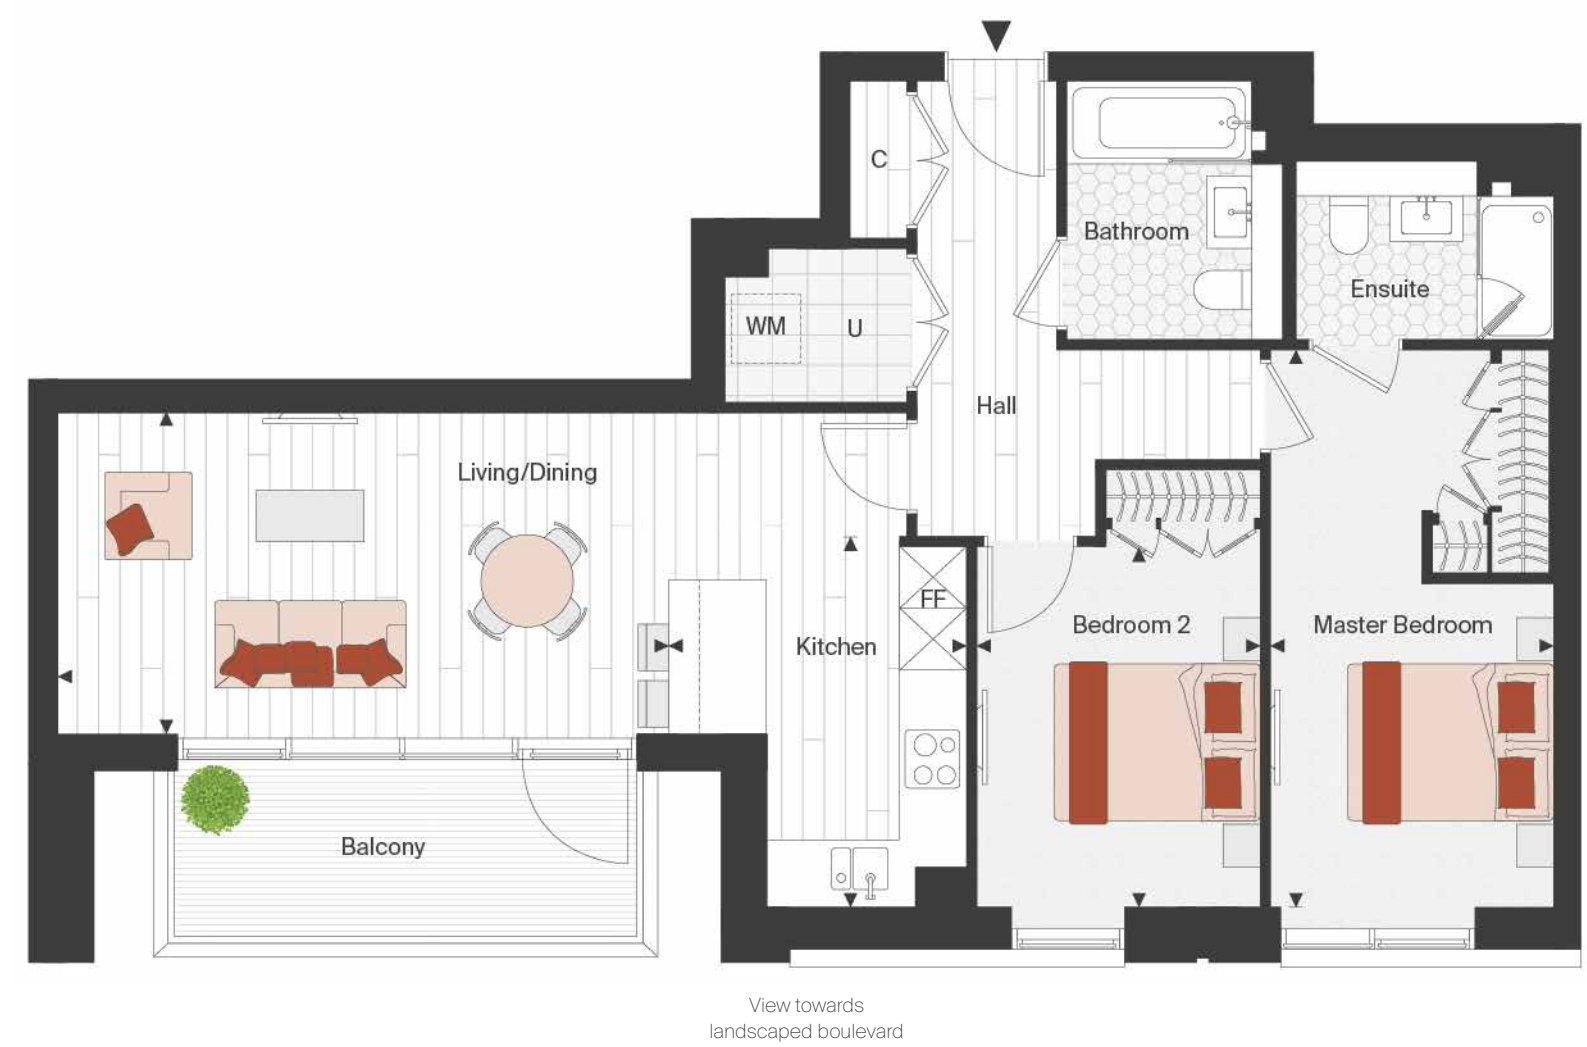 C
Bathroom
Ensuite
WM
U
Hall
Living/Dining
FF
Kitchen
Bedroom 2
Master Bedroom
Balcony
View towards
landscaped boulevard